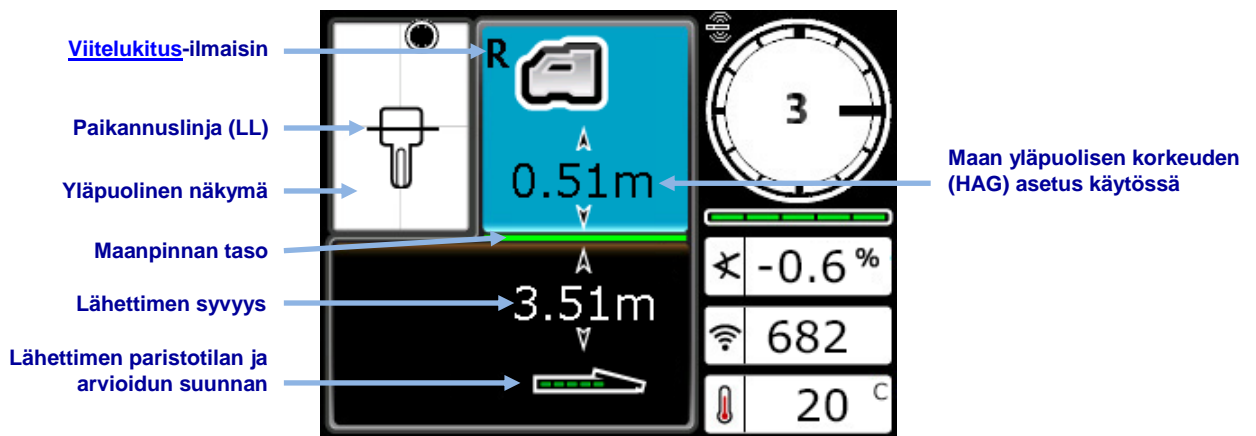 Viitelukitus-ilmaisin
Paikannuslinja (LL)
Yläpuolinen näkymä
Maanpinnan taso
Lähettimen syvyys
Lähettimen paristotilan ja
arvioidun suunnan
R
0.51m
3.51m
3
-0.6 %
682
20 C
Maan yläpuolisen korkeuden
(HAG) asetus käytössä